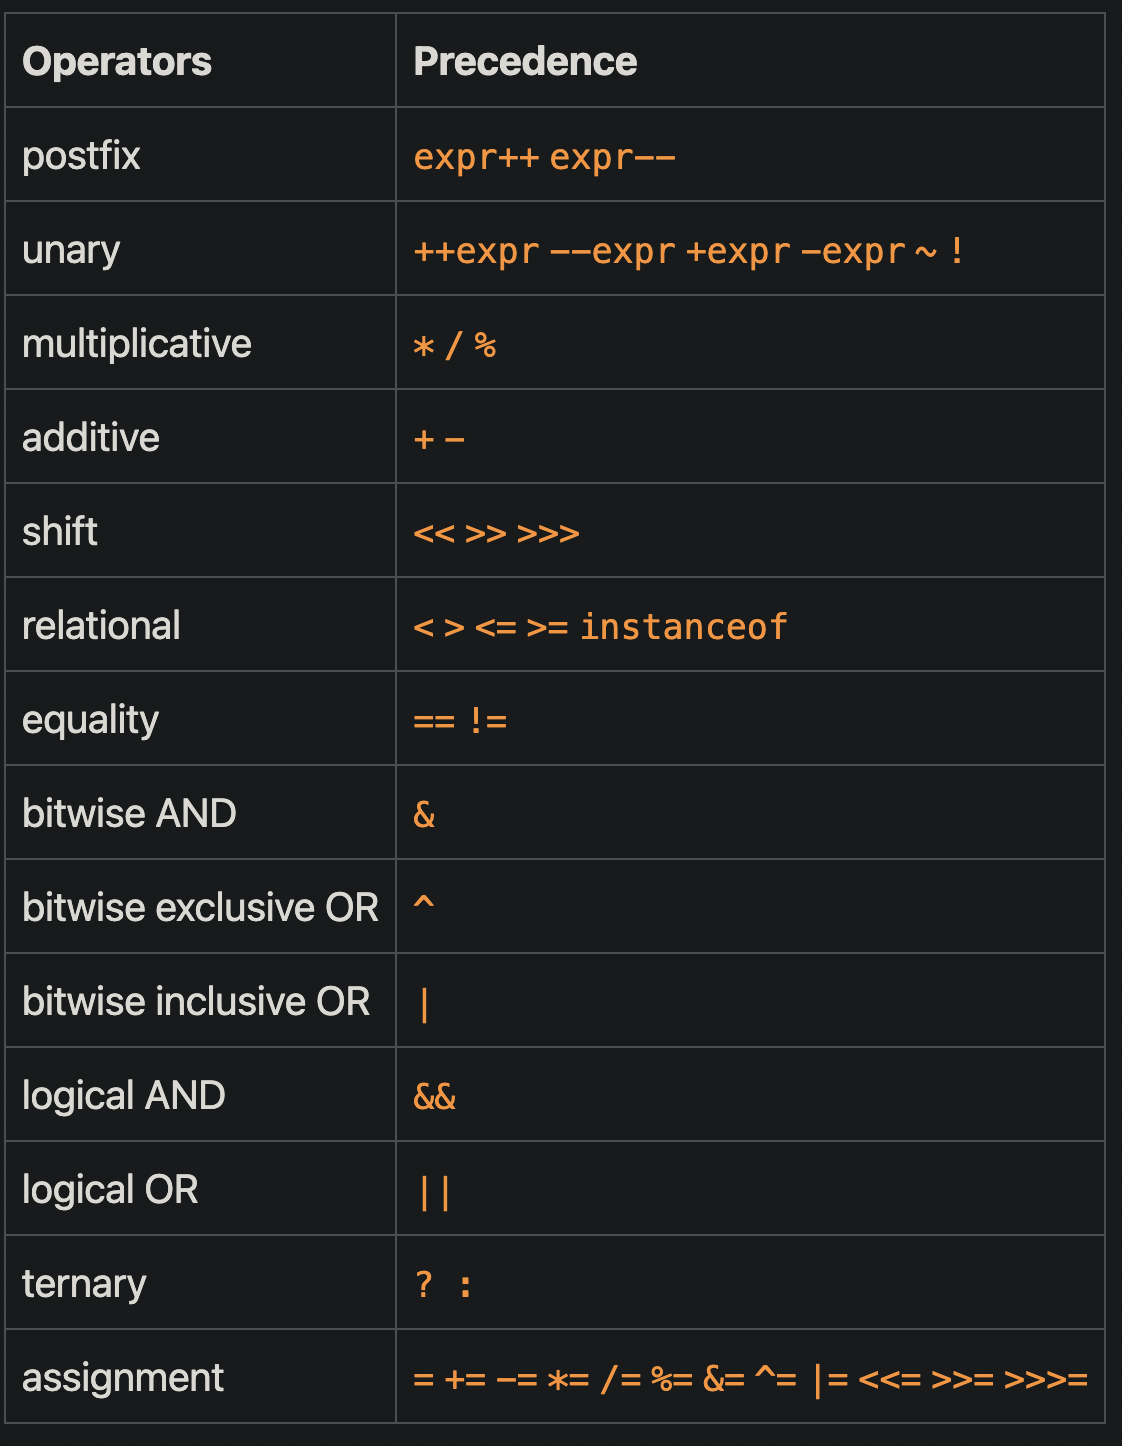 Operators Precedence
postfix expr++ expr--
unary ++expr --expr +expr -expr ~ !
multiplicative * / %
additive + -
shift << >> >>>
relational < > <= >= instanceof
equality == !=
bitwise AND &
bitwise exclusive OR ^
bitwise inclusive OR |
logical AND &&
logical OR ||
ternary ? :
assignment = += -= *= /= %= &= ^= |= <<= >>= >>>=